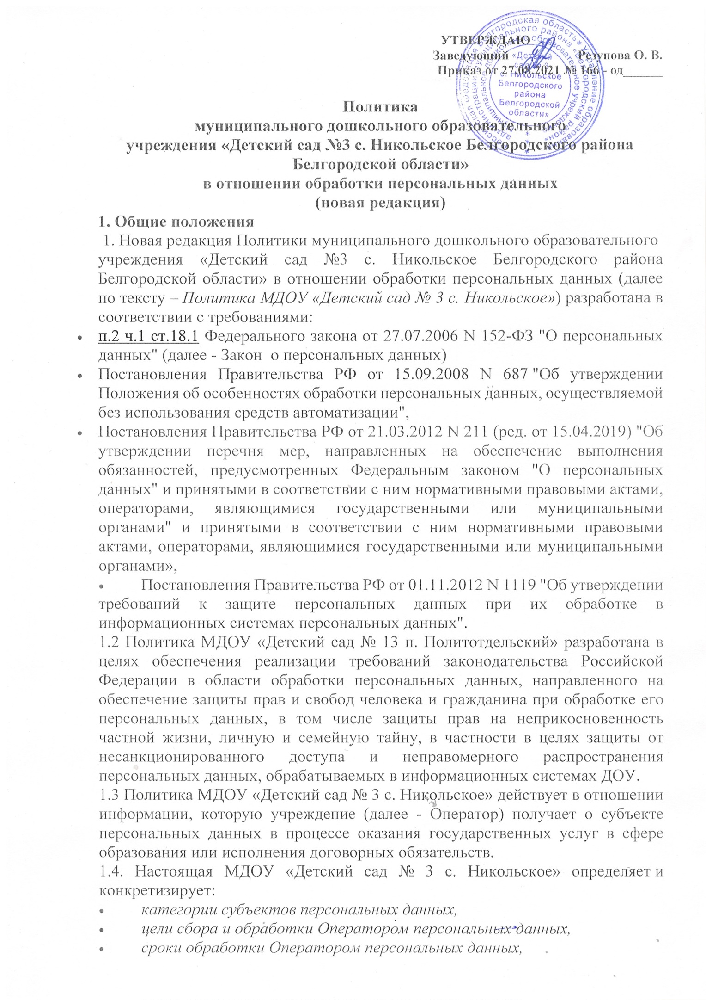 УТВЕРЖДАЮ
Заведующий Резунова О. В.
Приказ от 27.08.2021 № 166 - од______
«Детский
сад № 3
с. Никольское
Белгородского
района
Белгородской
области»
Политика
муниципального дошкольного образовательного
учреждения «Детский сад №3 с. Никольское Белгородского района
Белгородской области»
в отношении обработки персональных данных
(новая редакция)
1. Общие положения
1. Новая редакция Политики муниципального дошкольного образовательного
учреждения «Детский сад №3 с. Никольское Белгородского района
Белгородской области» в отношении обработки персональных данных (далее
по тексту – Политика МДОУ «Детский сад № 3 с. Никольское») разработана в
соответствии с требованиями:
• п.2 ч.1 ст.18.1 Федерального закона от 27.07.2006 N 152-ФЗ "О персональных
данных" (далее - Закон о персональных данных)
• Постановления Правительства РФ от 15.09.2008 N 687 "Об утверждении
Положения об особенностях обработки персональных данных, осуществляемой
без использования средств автоматизации",
• Постановления Правительства РФ от 21.03.2012 N 211 (ред. от 15.04.2019) "Об
утверждении перечня мер, направленных на обеспечение выполнения
обязанностей, предусмотренных Федеральным законом "О персональных
данных" и принятыми в соответствии с ним нормативными правовыми актами,
операторами, являющимися государственными или муниципальными
органами" и принятыми в соответствии с ним нормативными правовыми
актами, операторами, являющимися государственными или муниципальными
органами»,
• Постановления Правительства РФ от 01.11.2012 N 1119 "Об утверждении
требований к защите персональных данных при их обработке в
информационных системах персональных данных".
1.2 Политика МДОУ «Детский сад № 13 п. Политотдельский» разработана в
целях обеспечения реализации требований законодательства Российской
Федерации в области обработки персональных данных, направленного на
обеспечение защиты прав и свобод человека и гражданина при обработке его
персональных данных, в том числе защиты прав на неприкосновенность
частной жизни, личную и семейную тайну, в частности в целях защиты от
несанкционированного доступа и неправомерного распространения
персональных данных, обрабатываемых в информационных системах ДОУ.
1.3 Политика МДОУ «Детский сад № 3 с. Никольское» действует в отношении
информации, которую учреждение (далее - Оператор) получает о субъекте
персональных данных в процессе оказания государственных услуг в сфере
образования или исполнения договорных обязательств.
1.4. Настоящая МДОУ «Детский сад № 3 с. Никольское» определяет и
конкретизирует:
• категории субъектов персональных данных,
• цели сбора и обработки Оператором персональных данных,
• сроки обработки Оператором персональных данных,